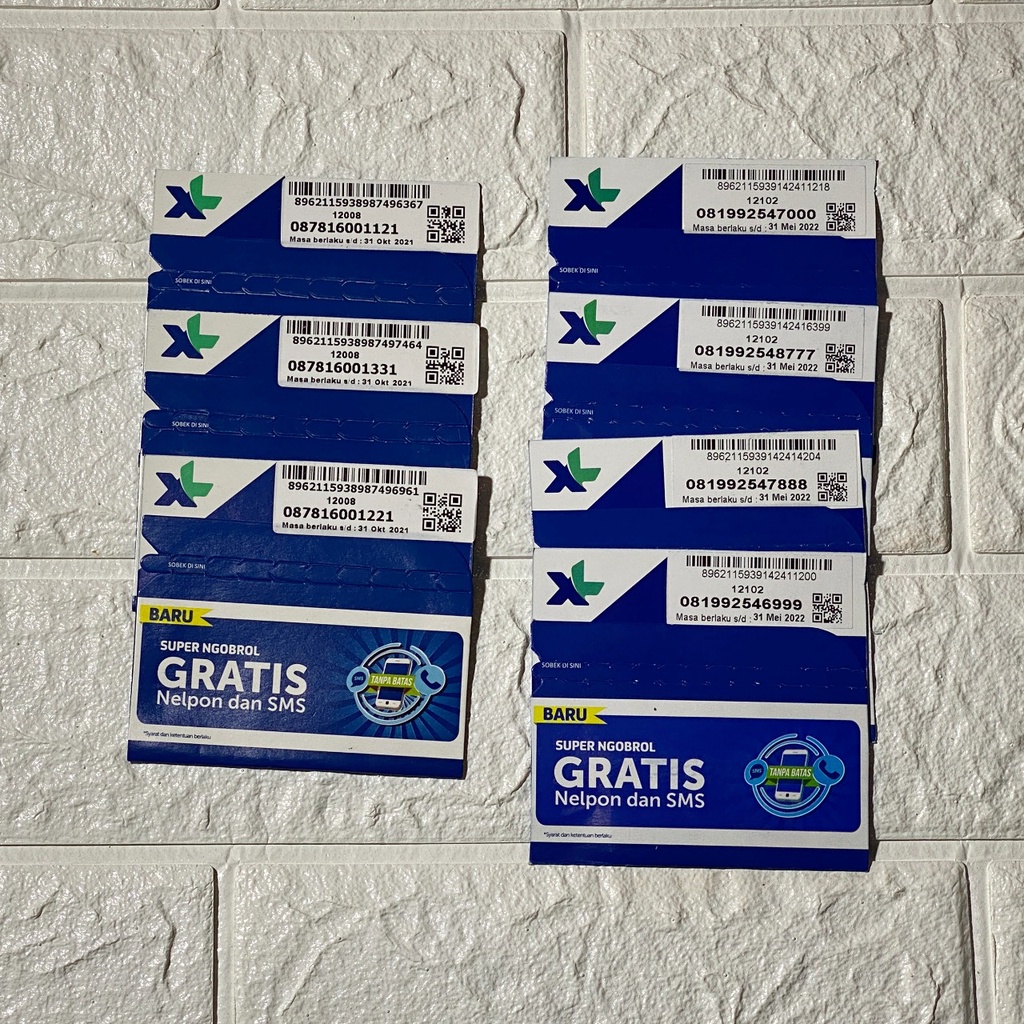 XL
8962115938987496367
12008
087816001121
Masa berlaku s/d : 31 Okt 2021
SOBEK DI SINI
XL
8962115938987497464
12008
087816001331
Masa berlaku s/d : 31 Okt 2021
SOBEK DI SINI
XL
8962115938987496961
12008
087816001221
Masa berlaku s/d : 31 Okt 2021
SOBEK DI SINI
BARU
SUPER NGOBROL
GRATIS
Nelpon dan SMS
SMS
TANPA BATAS
*Syarat dan ketentuan berlaku
XL
8962115939142411218
12102
081992547000
Masa berlaku s/d : 31 Mei 2022
SOBEK DI SINI
XL
8962115939142416399
12102
081992548777
Masa berlaku s/d : 31 Mei 2022
SOBEK DI SINI
XL
8962115939142414204
12102
081992547888
Masa berlaku s/d : 31 Mei 2022
XL
8962115939142411200
12102
081992546999
Masa berlaku s/d : 31 Mei 2022
SOBEK DI SINI
BARU
SUPER NGOBROL
GRATIS
Nelpon dan SMS
SMS
TANPA BATAS
*Syarat dan ketentuan berlaku